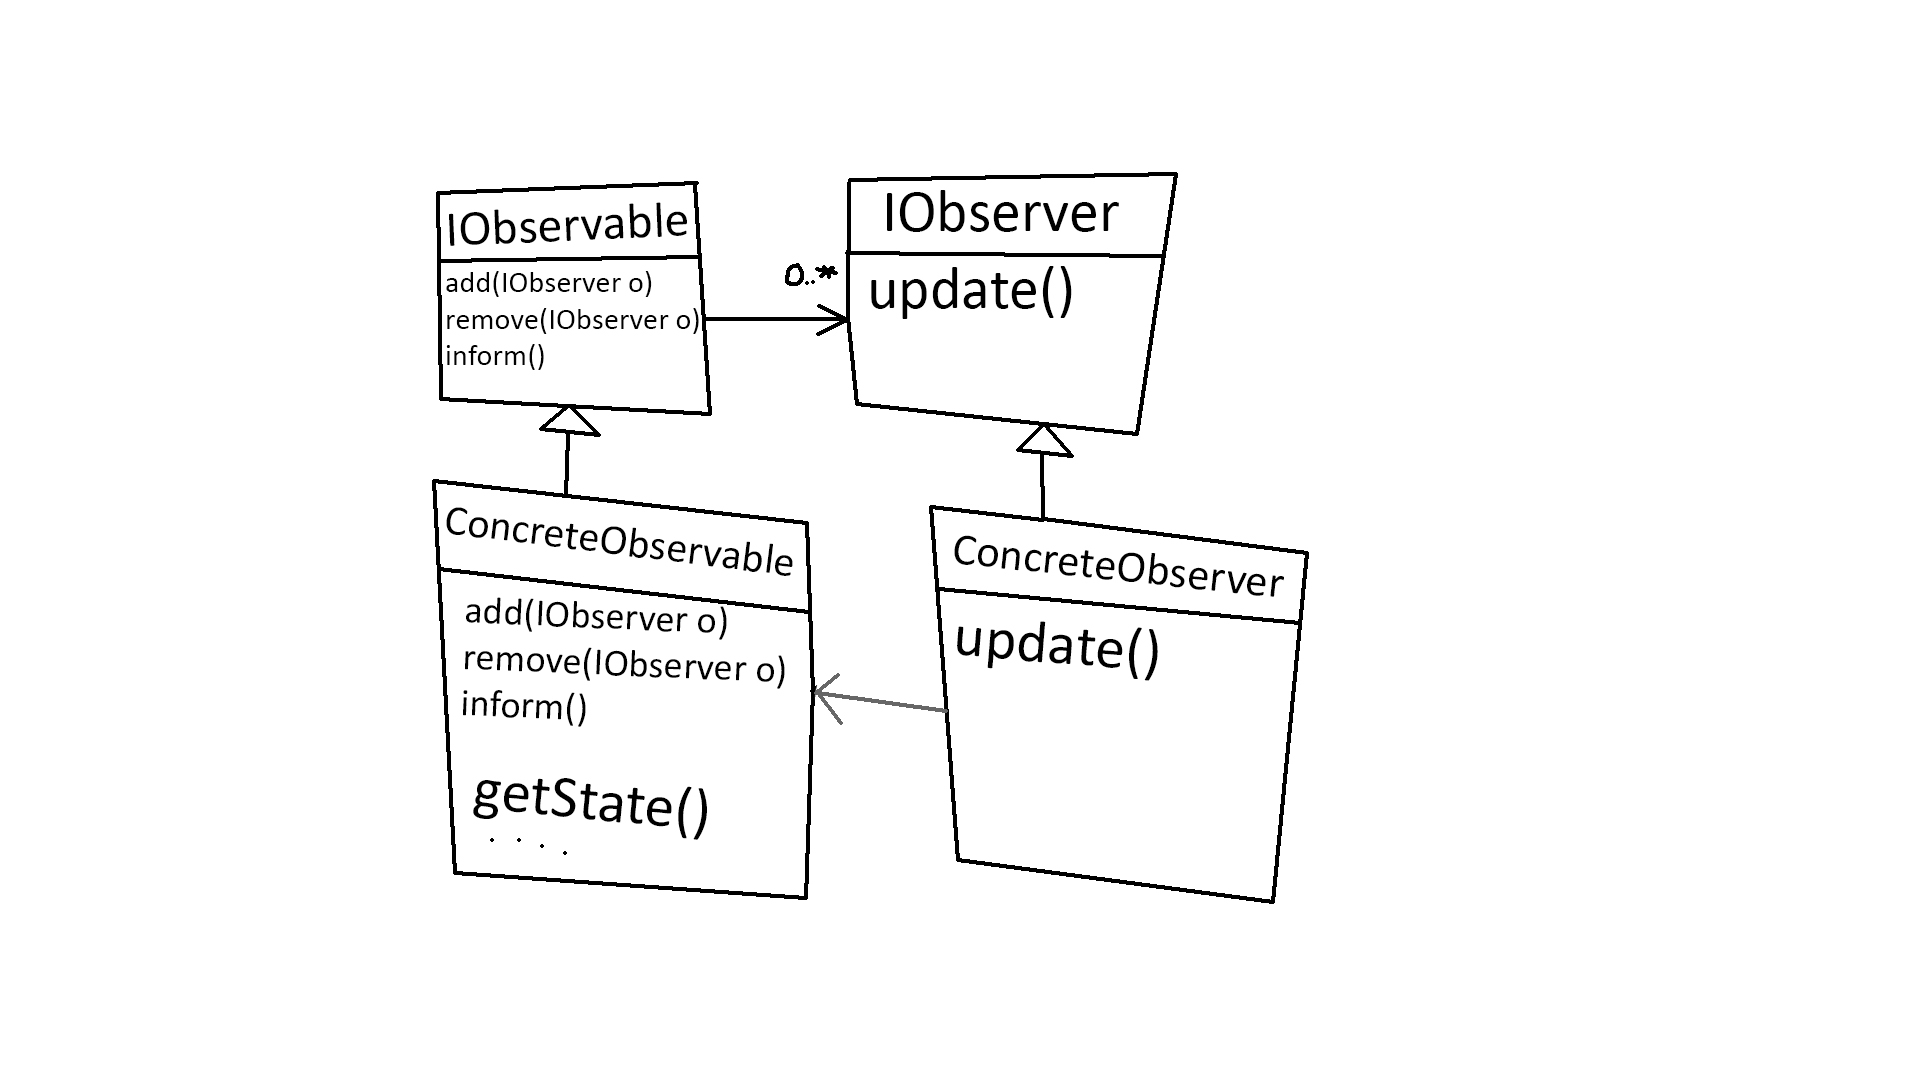 IObservable
add(IObserver o)
remove(IObserver o)
inform()
0..*
IObserver
update()
ConcreteObservable
add(IObserver o)
remove(IObserver o)
inform()
getState()
. . . .
ConcreteObserver
update()